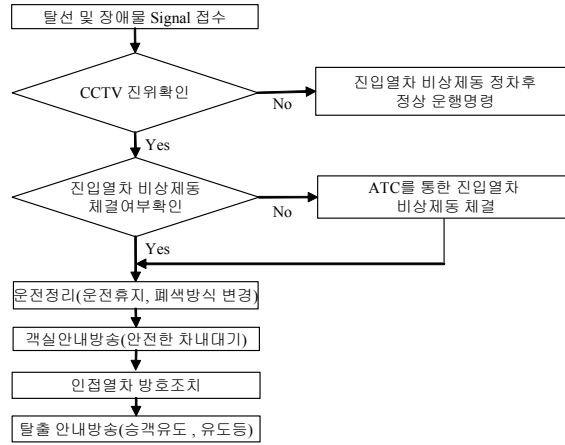 탈선 및 장애물 Signal 접수
CCTV 진위확인
No
진입열차 비상제동 정차후
정상 운행명령
Yes
진입열차 비상제동
체결여부확인
No
ATC를 통한 진입열차
비상제동 체결
Yes
운전정리(운전휴지, 폐색방식 변경)
객실안내방송(안전한 차내대기)
인접열차 방호조치
탈출 안내방송(승객유도 , 유도등)